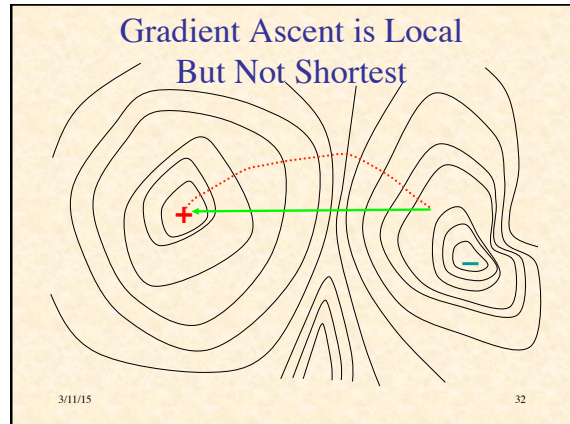 Gradient Ascent is Local
But Not Shortest
+
–
3/11/15
32